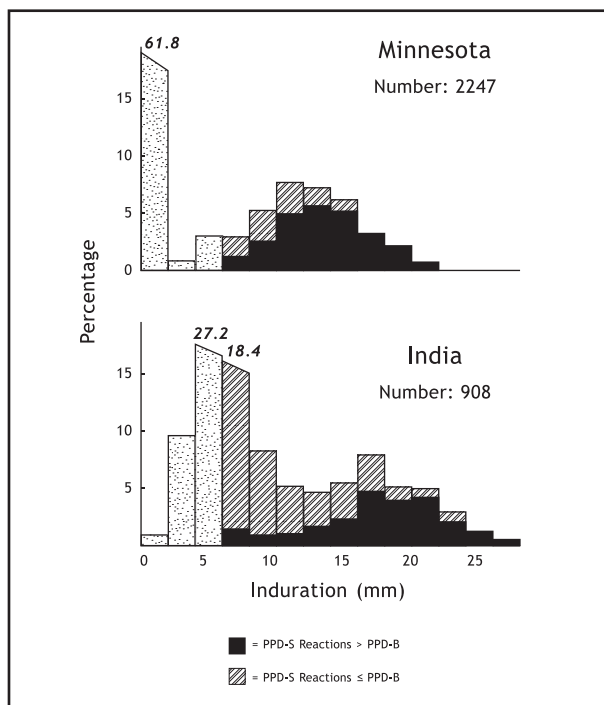 61.8
Minnesota
Number: 2247
15
10
5
0
Percentage
27.2
18.4
India
Number: 908
15
10
5
0 5 10 15 20 25
Induration (mm)
= PPD-S Reactions > PPD-B
= PPD-S Reactions ≤ PPD-B